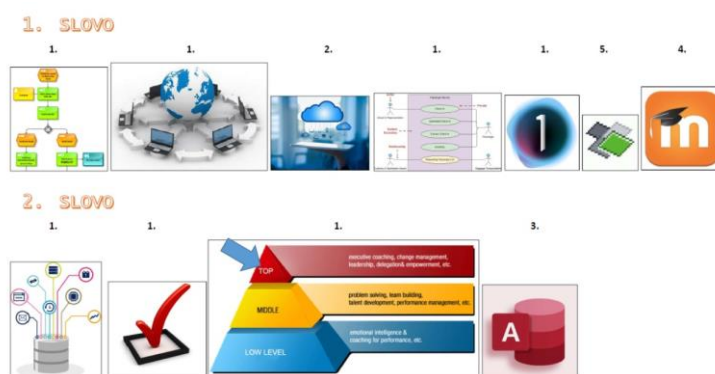 1. SLOVO
1. 1. 2. 1. 1. 5. 4.
1
m
2. SLOVO
1. 1. 1. 3.
TOP
executive coaching, change management,
leadership, delegation& empowerment, etc.
MIDDLE
problem solving, team building,
talent development, performance management, etc.
LOW LEVEL
emotional intelligence &
coaching for performance, etc.
A